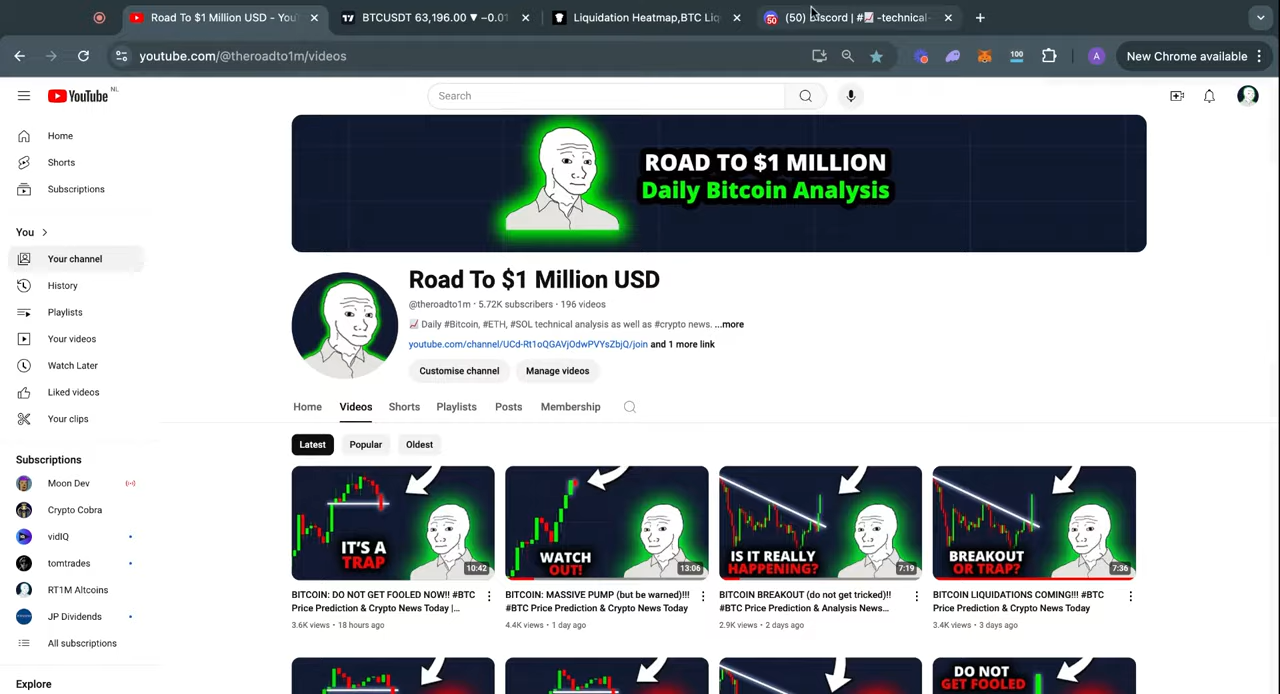 Road To $1 Million USD - You
BTCUSDT 63,196.00 ▼ −0.01
Liquidation Heatmap,BTC Liq
(50) Discord | #📈 -technical-
youtube.com/@theroadto1m/videos
100
A
New Chrome available
YouTube NL
Search
Home
Shorts
Subscriptions
You
Your channel
History
Playlists
Your videos
Watch Later
Liked videos
Your clips
Subscriptions
Moon Dev
Crypto Cobra
vidIQ
tomtrades
RT1M Altcoins
JP Dividends
All subscriptions
Explore
ROAD TO $1 MILLION
Daily Bitcoin Analysis
Road To $1 Million USD
@theroadto1m · 5.72K subscribers · 196 videos
📈 Daily #Bitcoin, #ETH, #SOL technical analysis as well as #crypto news. ...more
youtube.com/channel/UCd-Rt1oQGAVjOdwPVYsZbjQ/join and 1 more link
Customise channel
Manage videos
Home
Videos
Shorts
Playlists
Posts
Membership
Latest
Popular
Oldest
IT'S A
TRAP
10:42
BITCOIN: DO NOT GET FOOLED NOW!! #BTC
Price Prediction & Crypto News Today |...
3.6K views • 18 hours ago
WATCH
OUT!
13:06
BITCOIN: MASSIVE PUMP (but be warned)!!!
#BTC Price Prediction & Crypto News Today
4.4K views • 1 day ago
IS IT REALLY
HAPPENING?
7:19
BITCOIN BREAKOUT (do not get tricked)!!
#BTC Price Prediction & Analysis News...
2.9K views • 2 days ago
BREAKOUT
OR TRAP?
7:36
BITCOIN LIQUIDATIONS COMING!!! #BTC
Price Prediction & Crypto News Today
3.4K views • 3 days ago
DO NOT
GET FOOLED